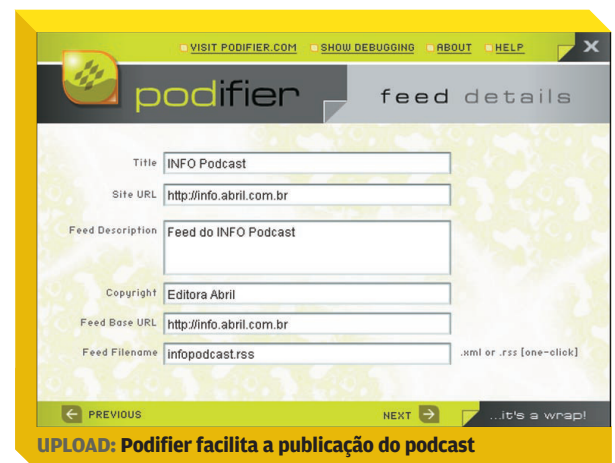 VISIT PODIFIER.COM SHOW DEBUGGING ABOUT HELP X
podifier feed details
Title INFO Podcast
Site URL http://info.abril.com.br
Feed Description Feed do INFO Podcast
Copyright Editora Abril
Feed Base URL http://info.abril.com.br
Feed Filename infopodcast.rss .xml or .rss [one-click]
PREVIOUS NEXT ...it's a wrap!
UPLOAD: Podifier facilita a publicação do podcast